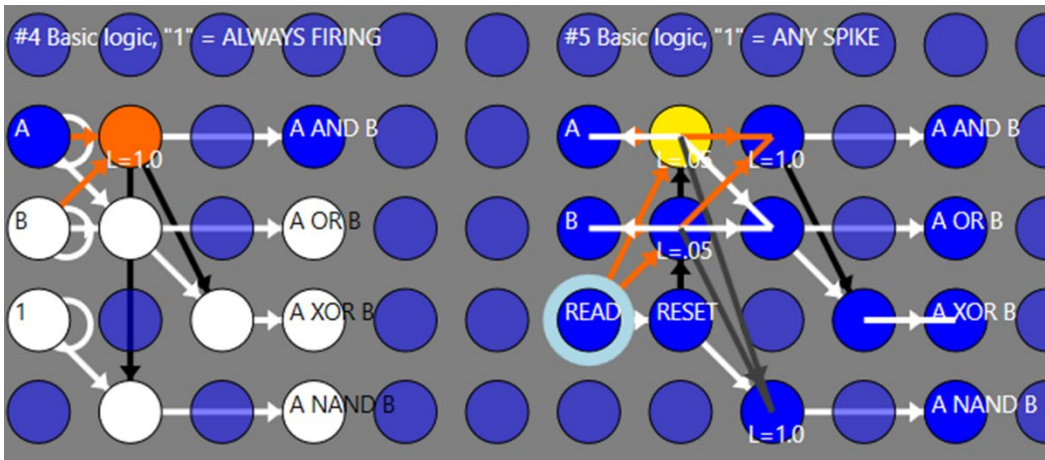 #4 Basic logic, "1" = ALWAYS FIRING
#5 Basic logic, "1" = ANY SPIKE
A
L=1.0
A AND B
A
L=.05
L=1.0
A AND B
B
A OR B
B
L=.05
A OR B
1
A XOR B
READ
RESET
A XOR B
A NAND B
L=1.0
A NAND B